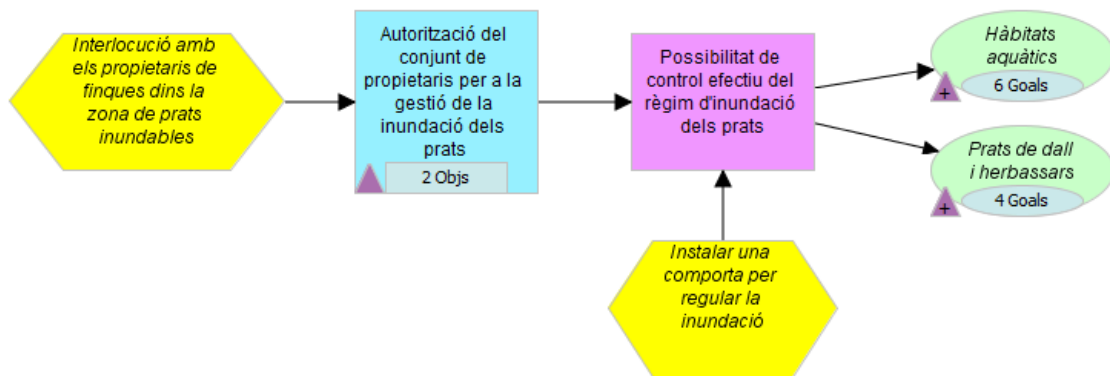 Interlocució amb
els propietaris de
finques dins la
zona de prats
inundables
Autorització del
conjunt de
propietaris per a la
gestió de la
inundació dels
prats
2 Objs
Possibilitat de
control efectiu del
règim d'inundació
dels prats
Hàbitats
aquàtics
+
6 Goals
Prats de dall
i herbassars
+
4 Goals
Instalar una
comporta per
regular la
inundació